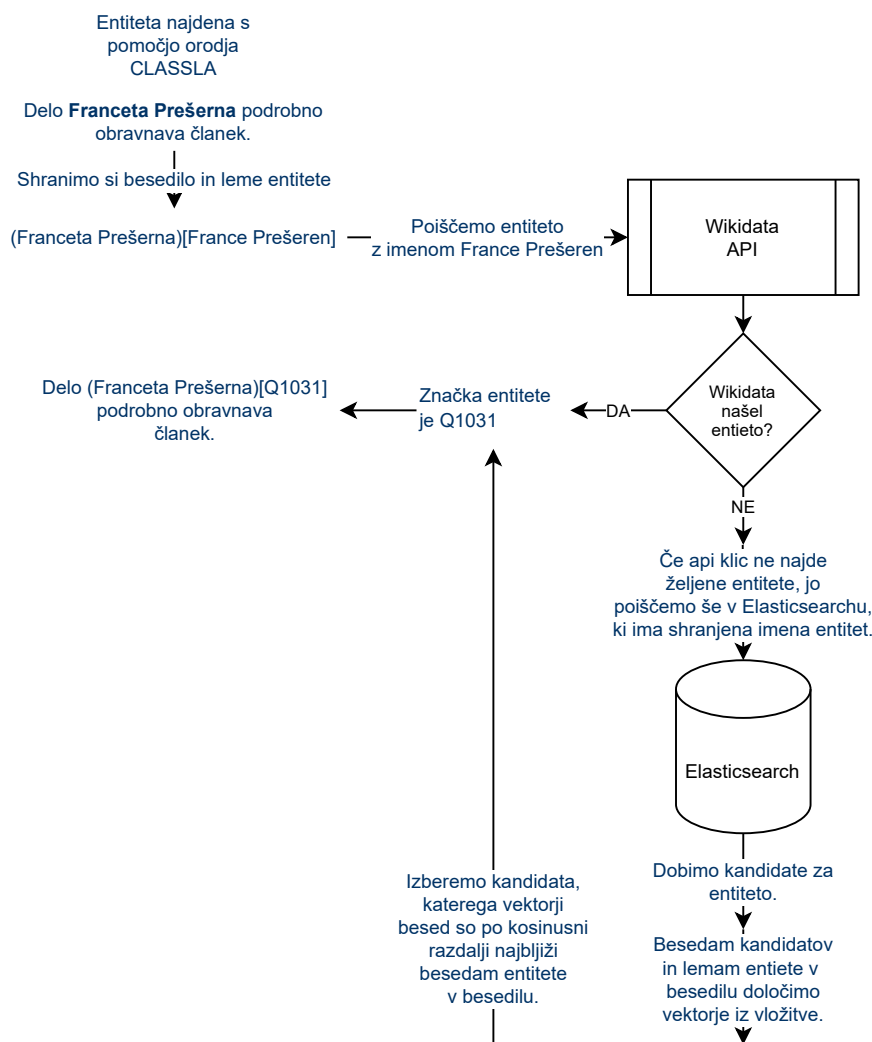 Entiteta najdena s
pomočjo orodja
CLASSLA
Delo Franceta Prešerna podrobno
obravnava članek.
Shranimo si besedilo in leme entitete
(Franceta Prešerna)[France Prešeren]
Poiščemo entiteto
z imenom France Prešeren
Wikidata
API
Wikidata
našel
entieto?
DA
Značka entitete
je Q1031
Delo (Franceta Prešerna)[Q1031]
podrobno obravnava
članek.
NE
Če api klic ne najde
željene entitete, jo
poiščemo še v Elasticsearchu,
ki ima shranjena imena entitet.
Elasticsearch
Dobimo kandidate za
entiteto.
Besedam kandidatov
in lemam entiete v
besedilu določimo
vektorje iz vložitve.
Izberemo kandidata,
katerega vektorji
besed so po kosinusni
razdalji najbljiži
besedam entitete
v besedilu.